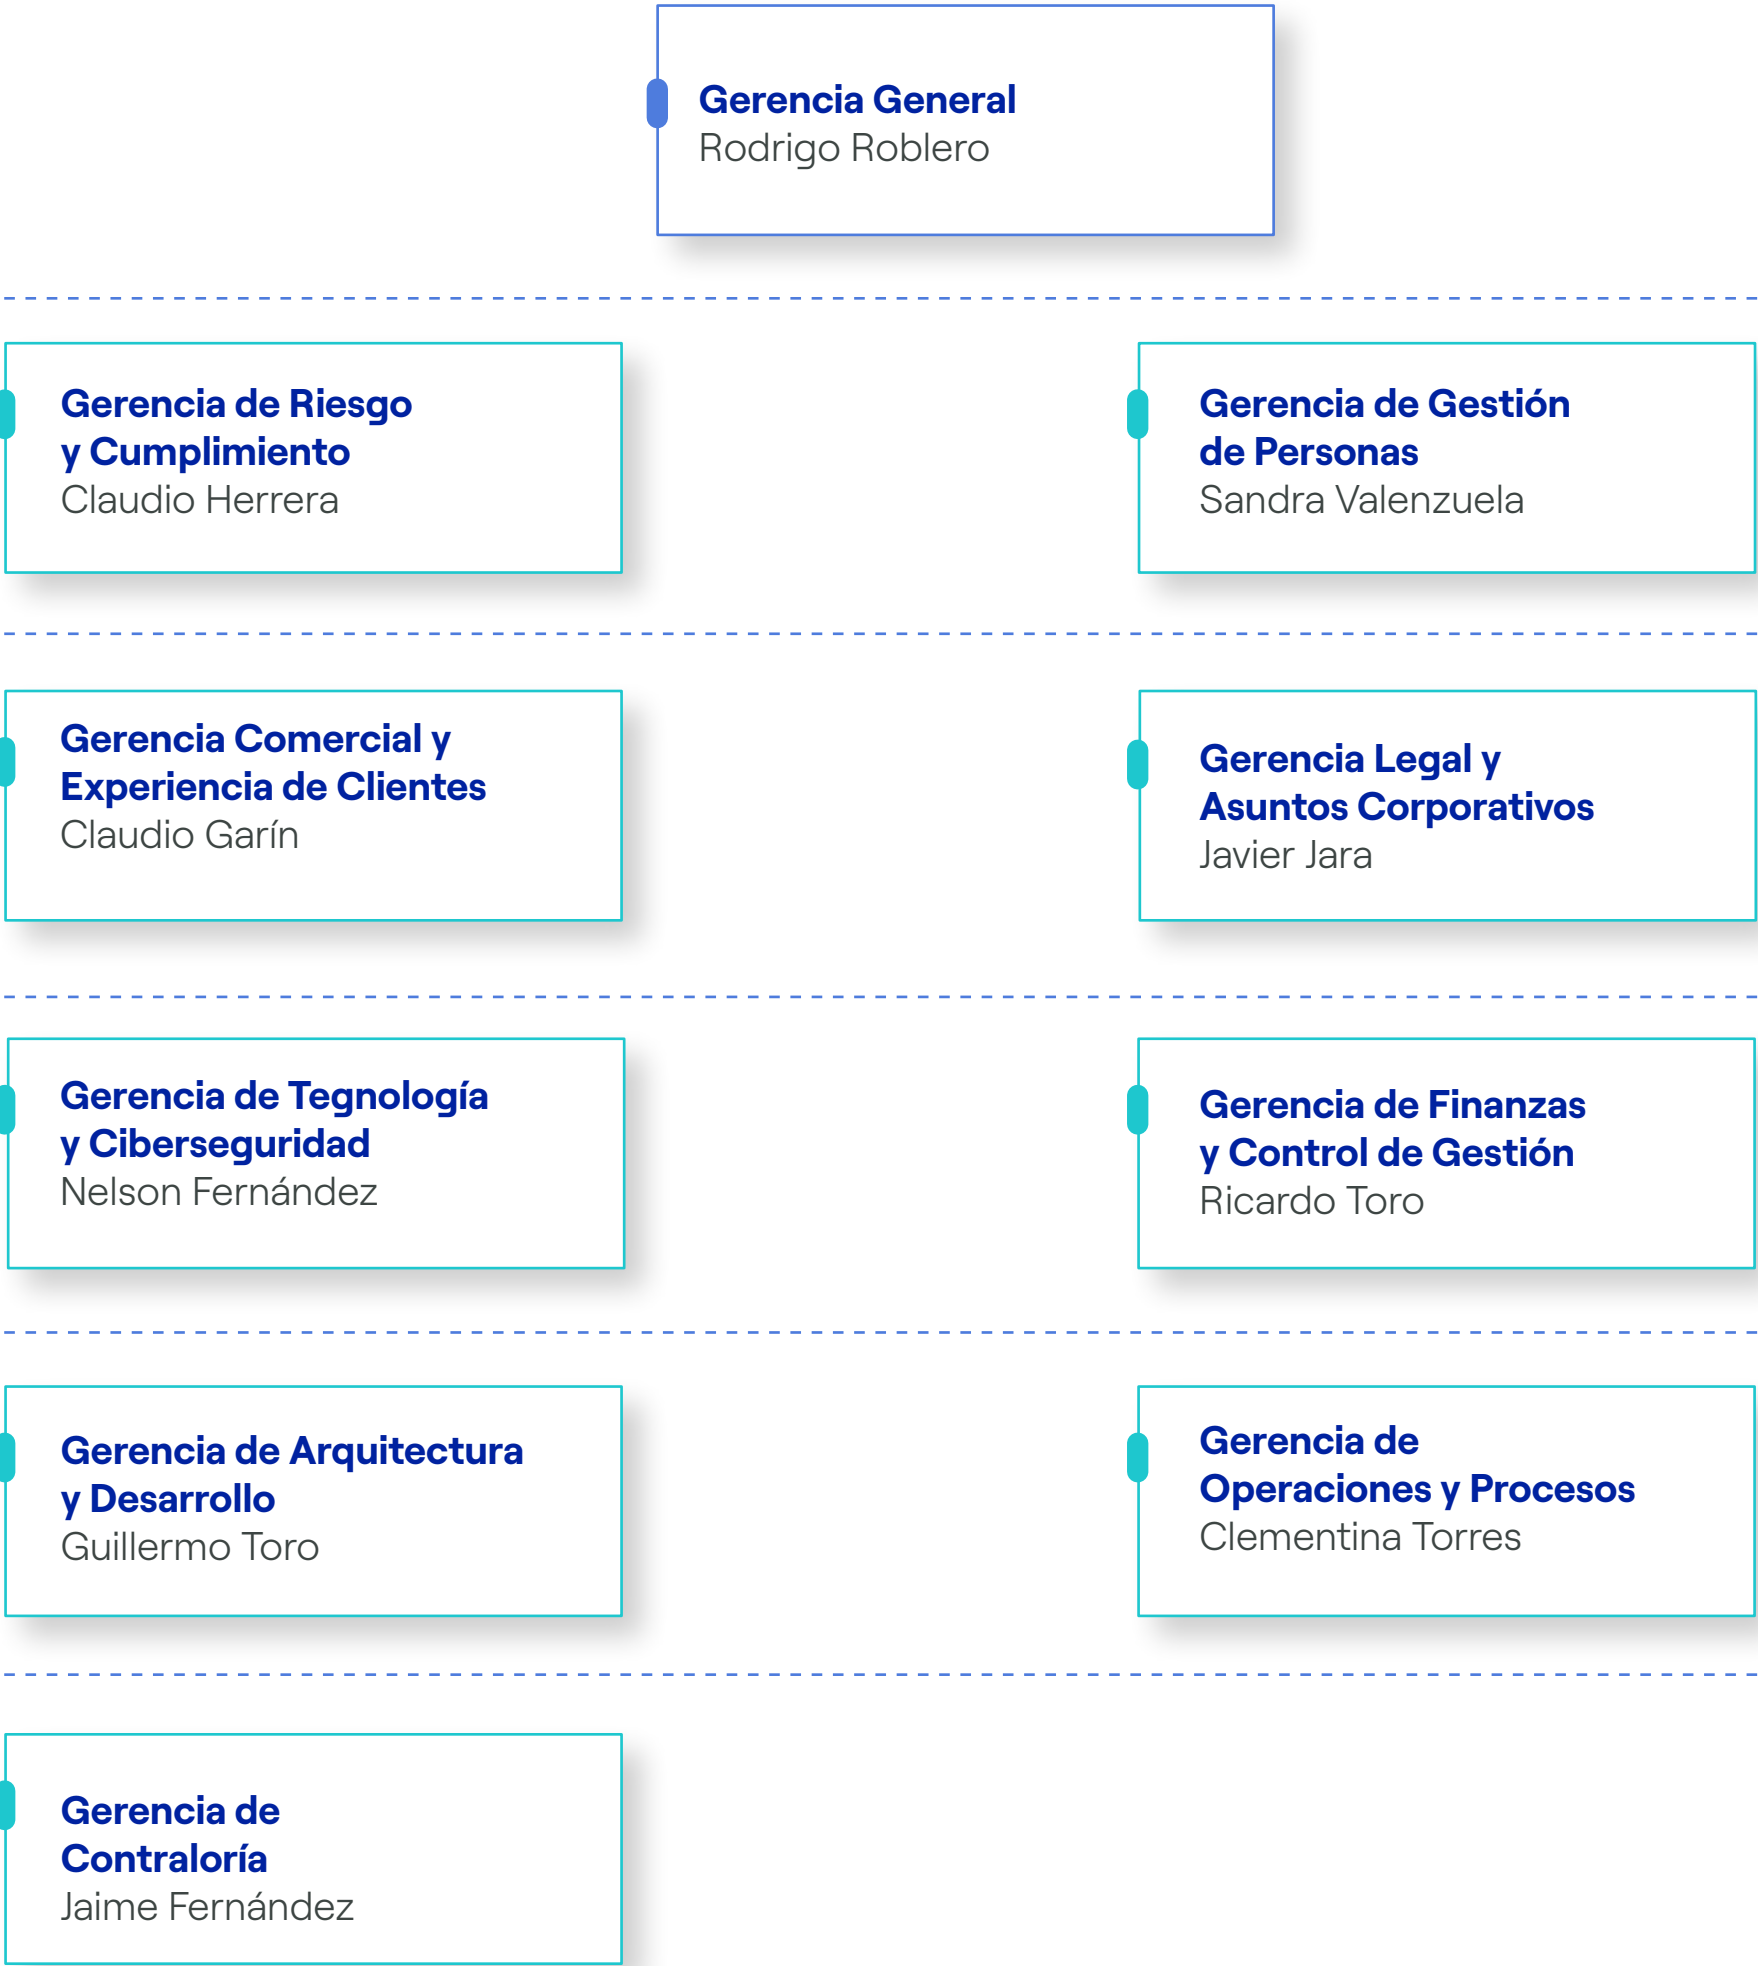 Gerencia General
Rodrigo Roblero
Gerencia de Riesgo
y Cumplimiento
Claudio Herrera
Gerencia de Gestión
de Personas
Sandra Valenzuela
Gerencia Comercial y
Experiencia de Clientes
Claudio Garín
Gerencia Legal y
Asuntos Corporativos
Javier Jara
Gerencia de Tegnología
y Ciberseguridad
Nelson Fernández
Gerencia de Finanzas
y Control de Gestión
Ricardo Toro
Gerencia de Arquitectura
y Desarrollo
Guillermo Toro
Gerencia de
Operaciones y Procesos
Clementina Torres
Gerencia de
Contraloría
Jaime Fernández